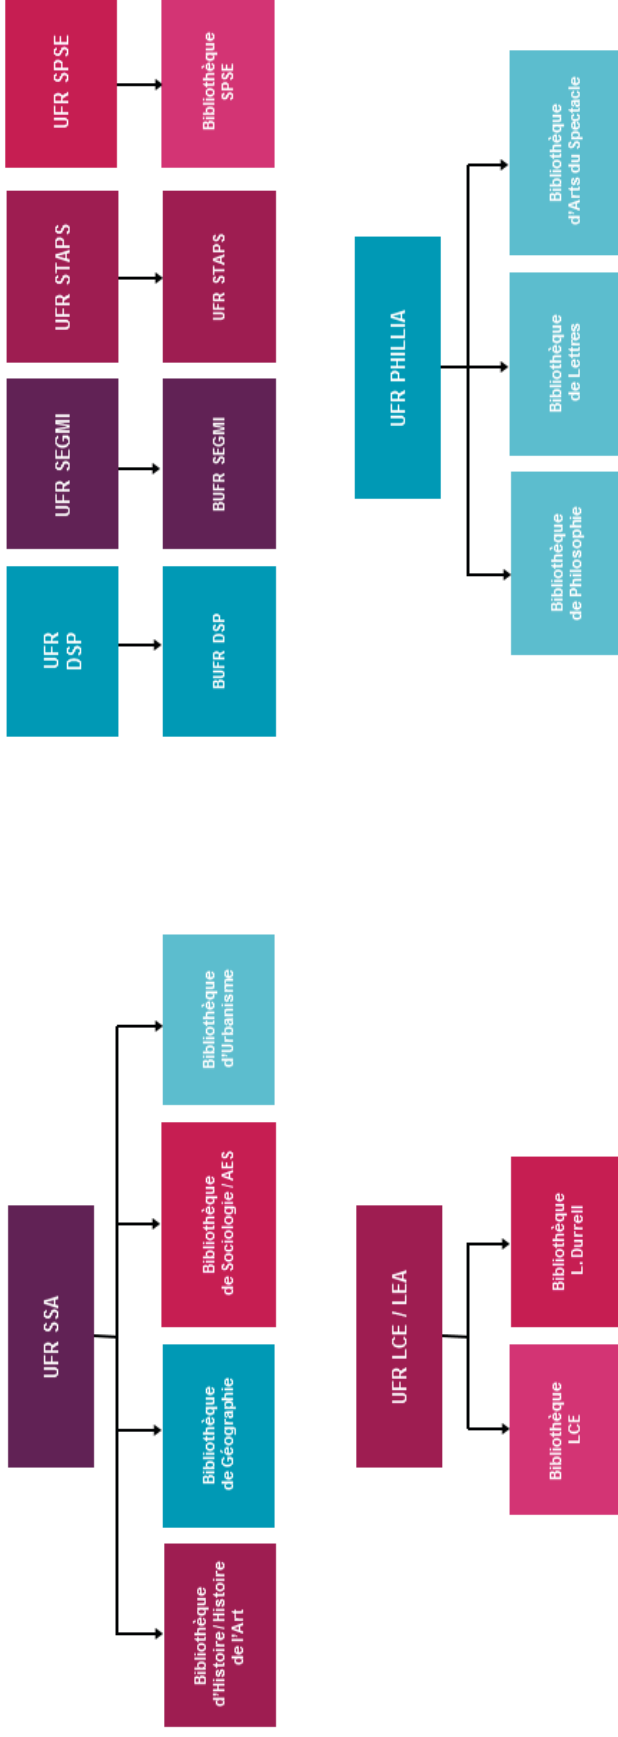 UFR SSA
Bibliothèque
d'Histoire/Histoire
de l'Art
Bibliothèque
de Géographie
Bibliothèque
de Sociologie/AES
Bibliothèque
d'Urbanisme
UFR
DSP
UFR SEGMI
UFR STAPS
UFR SPSE
BUFR DSP
BUFR SEGMI
UFR STAPS
Bibliothèque
SPSE
UFR LCE / LEA
Bibliothèque
LCE
Bibliothèque
L. Durrell
UFR PHILLIA
Bibliothèque
de Philosophie
Bibliothèque
de Lettres
Bibliothèque
d'Arts du Spectacle